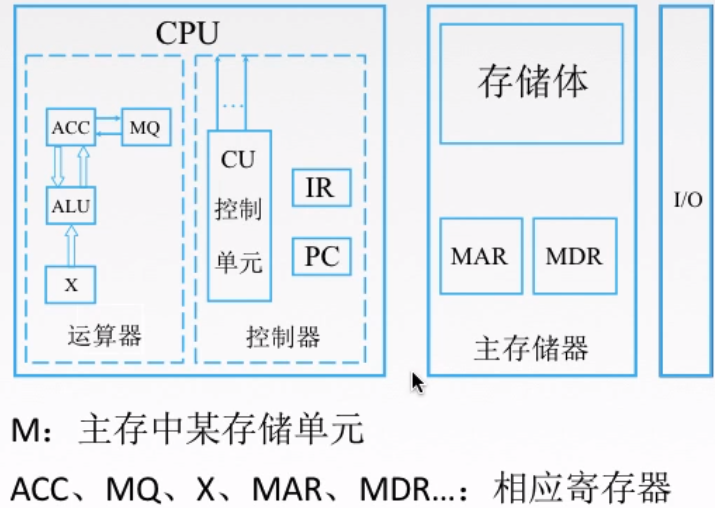 CPU
ACC
MQ
ALU
X
运算器
...
CU
控制
单元
IR
PC
控制器
存储体
MAR
MDR
主存储器
I/O
M：主存中某存储单元
ACC、MQ、X、MAR、MDR...：相应寄存器